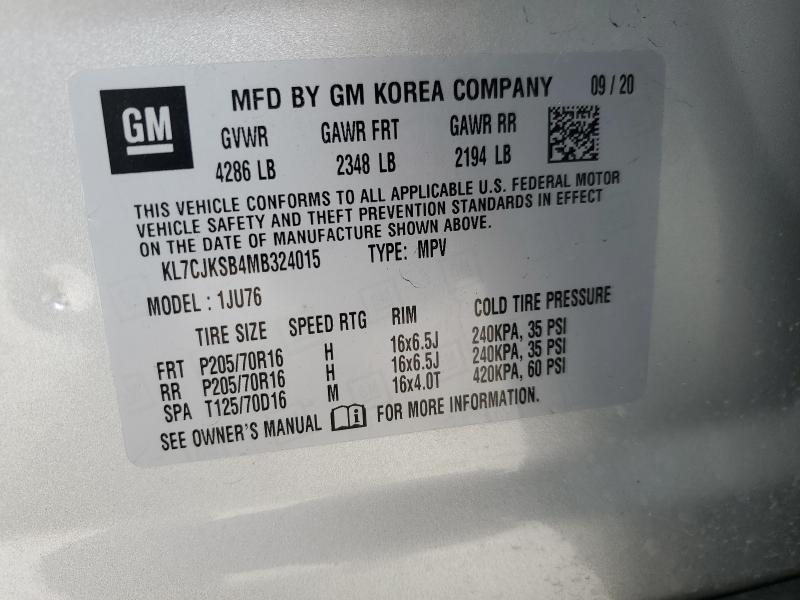 GM MFD BY GM KOREA COMPANY 09 / 20
GVWR GAWR FRT GAWR RR
4286 LB 2348 LB 2194 LB
THIS VEHICLE CONFORMS TO ALL APPLICABLE U.S. FEDERAL MOTOR
VEHICLE SAFETY AND THEFT PREVENTION STANDARDS IN EFFECT
ON THE DATE OF MANUFACTURE SHOWN ABOVE.
KL7CJKSB4MB324015 TYPE: MPV
MODEL : 1JU76
TIRE SIZE SPEED RTG RIM COLD TIRE PRESSURE
FRT P205/70R16 H 16x6.5J 240KPA, 35 PSI
RR P205/70R16 H 16x6.5J 240KPA, 35 PSI
SPA T125/70D16 M 16x4.0T 420KPA, 60 PSI
SEE OWNER'S MANUAL FOR MORE INFORMATION.